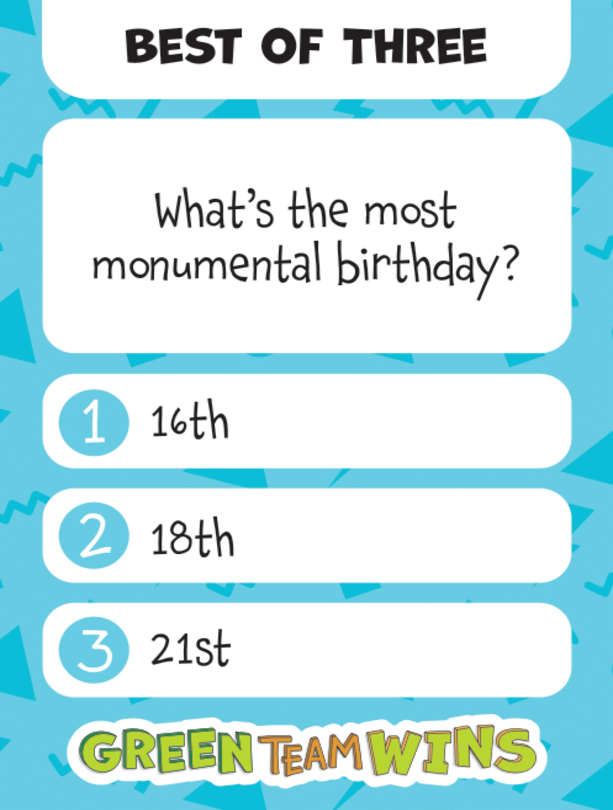 BEST OF THREE
What's the most
monumental birthday?
1 16th
2 18th
3 21st
GREEN TEAM WINS